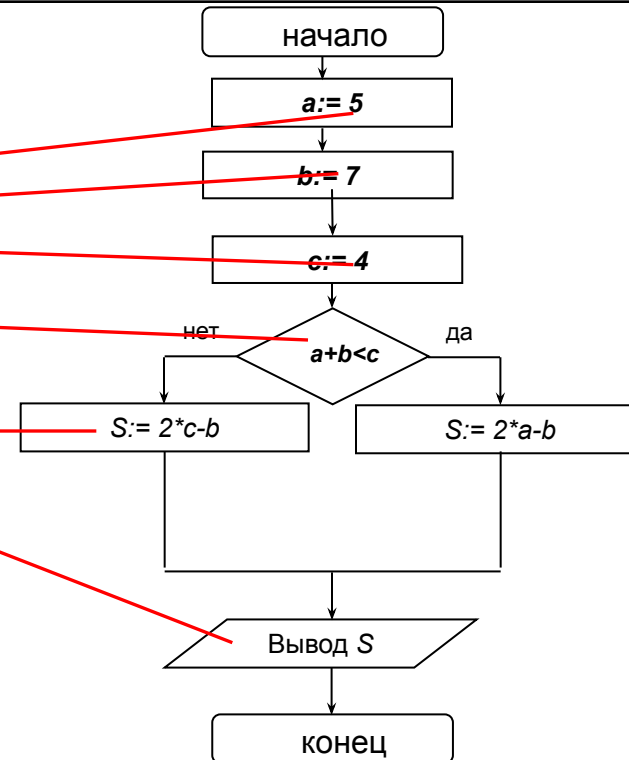 начало
a:= 5
b:= 7
c:= 4
нет
a+b<c
да
S:= 2*c-b
S:= 2*a-b
Вывод S
конец